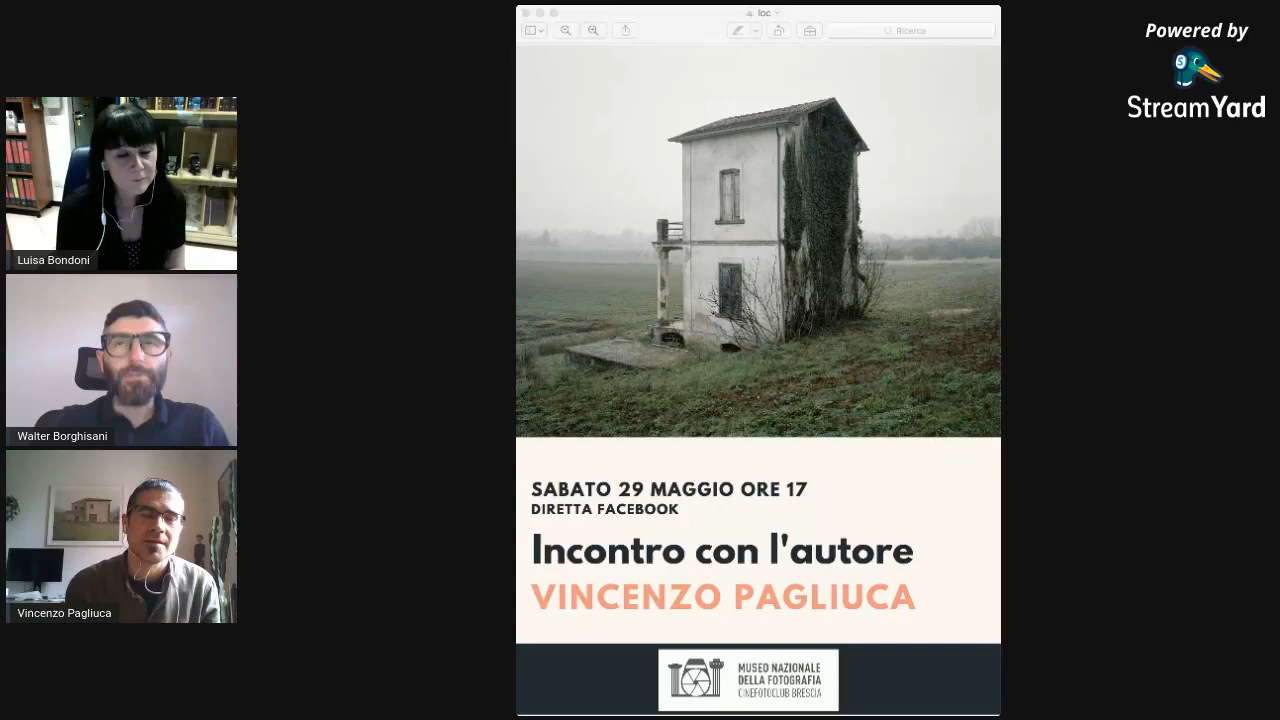 loc
Ricerca
Powered by
StreamYard
Luisa Bondoni
Walter Borghisani
Vincenzo Pagliuca
SABATO 29 MAGGIO ORE 17
DIRETTA FACEBOOK
Incontro con l'autore
VINCENZO PAGLIUCA
MUSEO NAZIONALE
DELLA FOTOGRAFIA
CINEFOTOCLUB BRESCIA